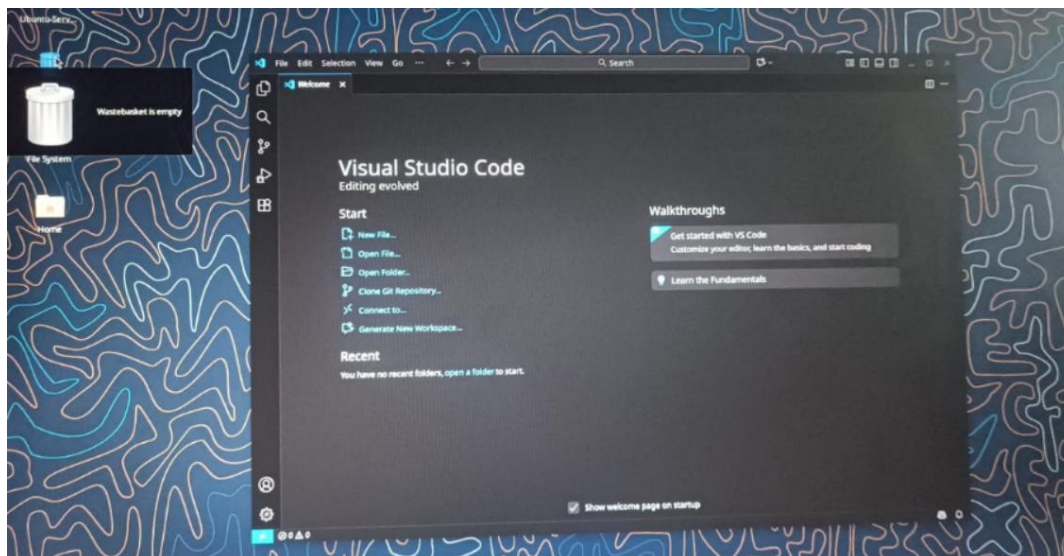 Ubuntu-Serv...
Wastebasket is empty
File System
Home
File Edit Selection View Go ··· Search
Welcome
Visual Studio Code
Editing evolved
Start
New File...
Open File...
Open Folder...
Clone Git Repository...
Connect to...
Generate New Workspace...
Recent
You have no recent folders, open a folder to start.
Walkthroughs
Get started with VS Code
Customize your editor, learn the basics, and start coding
Learn the Fundamentals
Show welcome page on startup
0 0